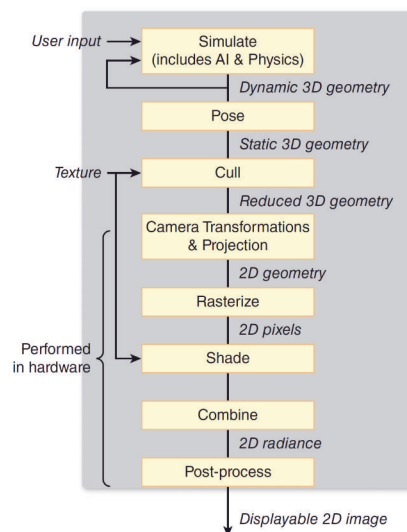 User input
Simulate
(includes AI & Physics)
Dynamic 3D geometry
Pose
Static 3D geometry
Texture
Cull
Reduced 3D geometry
Camera Transformations
& Projection
2D geometry
Rasterize
2D pixels
Performed
in hardware
Shade
Combine
2D radiance
Post-process
Displayable 2D image